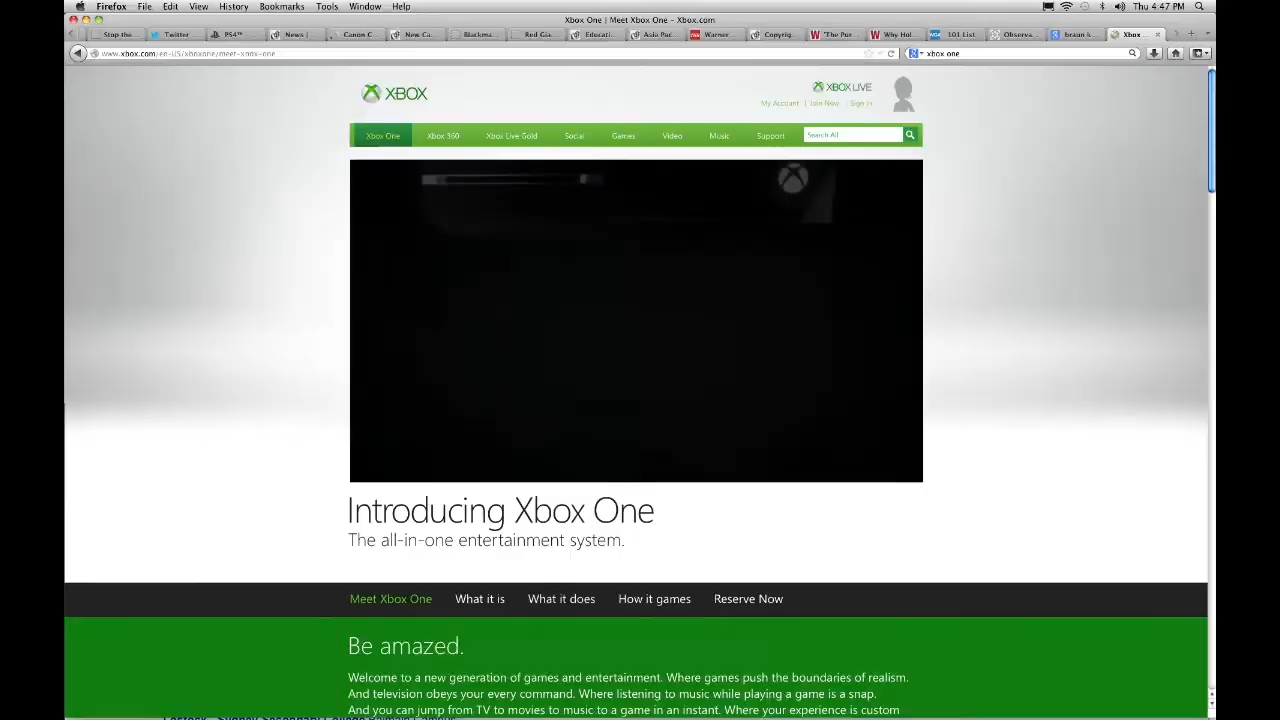 Firefox File Edit View History Bookmarks Tools Window Help Thu 4:47 PM
Xbox One | Meet Xbox One - Xbox.com
Stop the... Twitter PS4™ News | Canon C... New Ca... Blackma... Red Gia... Educati... Asia Pac... Warner... Copyrig... "The Pur... Why Hol... 101 List Observa... braun k... Xbox ...
www.xbox.com/en-US/xboxone/meet-xbox-one xbox one
XBOX
XBOX LIVE
My Account | Join Now | Sign in
Xbox One Xbox 360 Xbox Live Gold Social Games Video Music Support Search All
Introducing Xbox One
The all-in-one entertainment system.
Meet Xbox One What it is What it does How it games Reserve Now
Be amazed.
Welcome to a new generation of games and entertainment. Where games push the boundaries of realism.
And television obeys your every command. Where listening to music while playing a game is a snap.
And you can jump from TV to movies to music to a game in an instant. Where your experience is custom